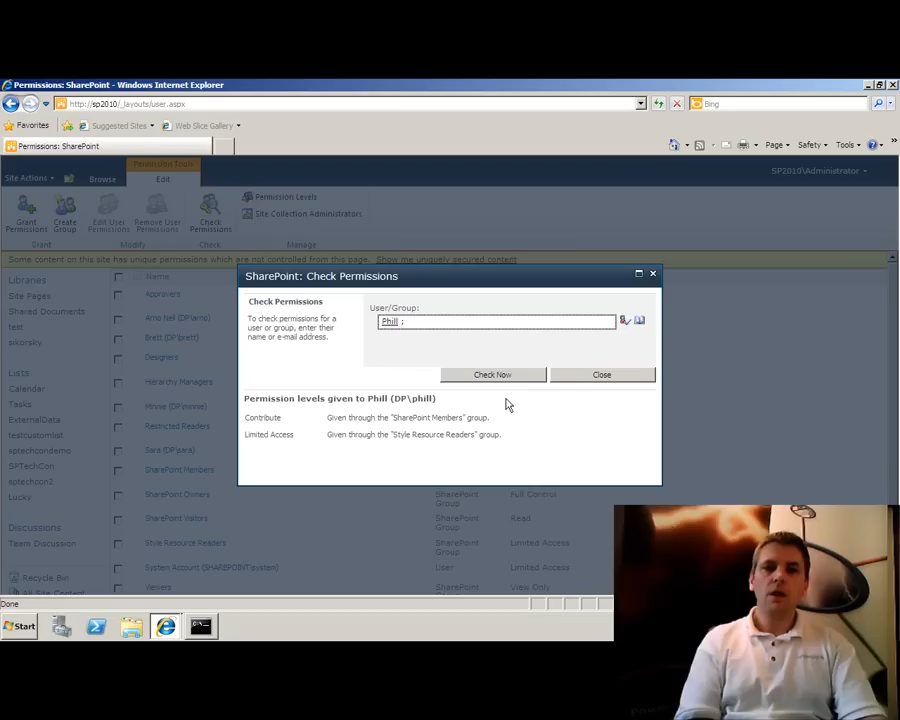 Permissions: SharePoint - Windows Internet Explorer
http://sp2010/_layouts/user.aspx
Bing
Favorites
Suggested Sites
Web Slice Gallery
Permissions: SharePoint
Page
Safety
Tools
»
Permission Tools
Site Actions
Browse
Edit
SP2010\Administrator
Grant Permissions
Create Group
Edit User Permissions
Remove User Permissions
Check Permissions
Permission Levels
Site Collection Administrators
Grant
Modify
Check
Manage
Some content on this site has unique permissions which are not controlled from this page. Show me uniquely secured content
SharePoint: Check Permissions
Check Permissions
To check permissions for a
user or group, enter their
name or e-mail address.
User/Group:
Phill ;
Check Now
Close
Permission levels given to Phill (DP\phill)
Contribute Given through the "SharePoint Members" group.
Limited Access Given through the "Style Resource Readers" group.
Libraries
Site Pages
Shared Documents
test
sikorsky
Lists
Calendar
Tasks
ExternalData
testcustomlist
sptechcondemo
SPTechCon
sptechcon2
Lucky
Discussions
Team Discussion
Recycle Bin
All Site Content
Name
Approvers
Arno Nell (DP\arno)
Brett (DP\brett)
Designers
Hierarchy Managers
Minnie (DP\minnie)
Restricted Readers
Sara (DP\sara)
SharePoint Members
SharePoint Owners SharePoint Group Full Control
SharePoint Visitors SharePoint Group Read
Style Resource Readers SharePoint Group Limited Access
System Account (SHAREPOINT\system) User Limited Access
Viewers SharePoint View Only
Done
Start